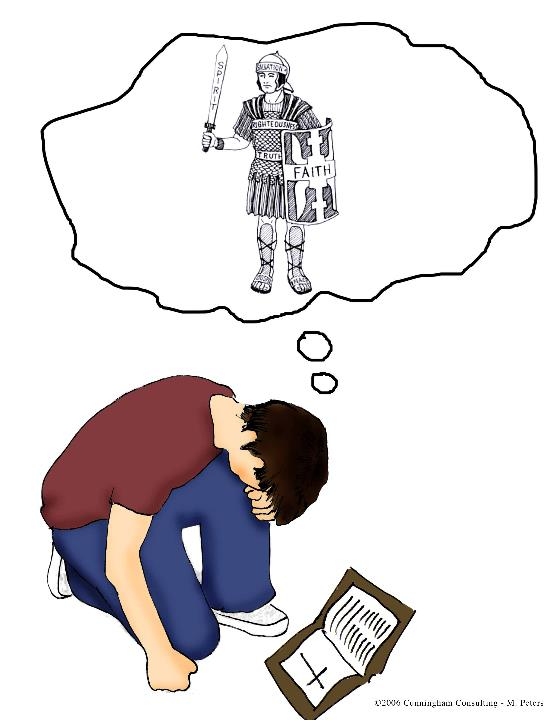 SALVATION
SPIRIT
RIGHTEOUSNESS
TRUTH
FAITH
©2006 Cunningham Consulting - M. Peters